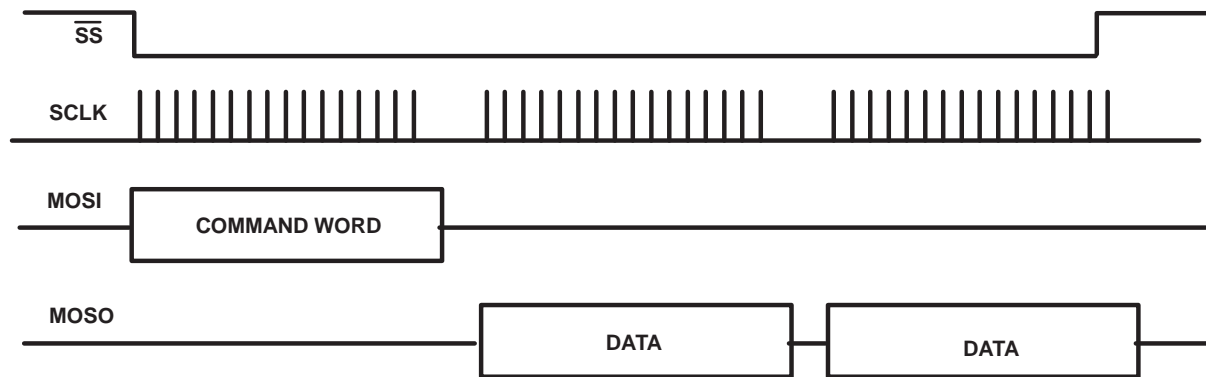 SS
SCLK
MOSI
COMMAND WORD
MOSO
DATA
DATA